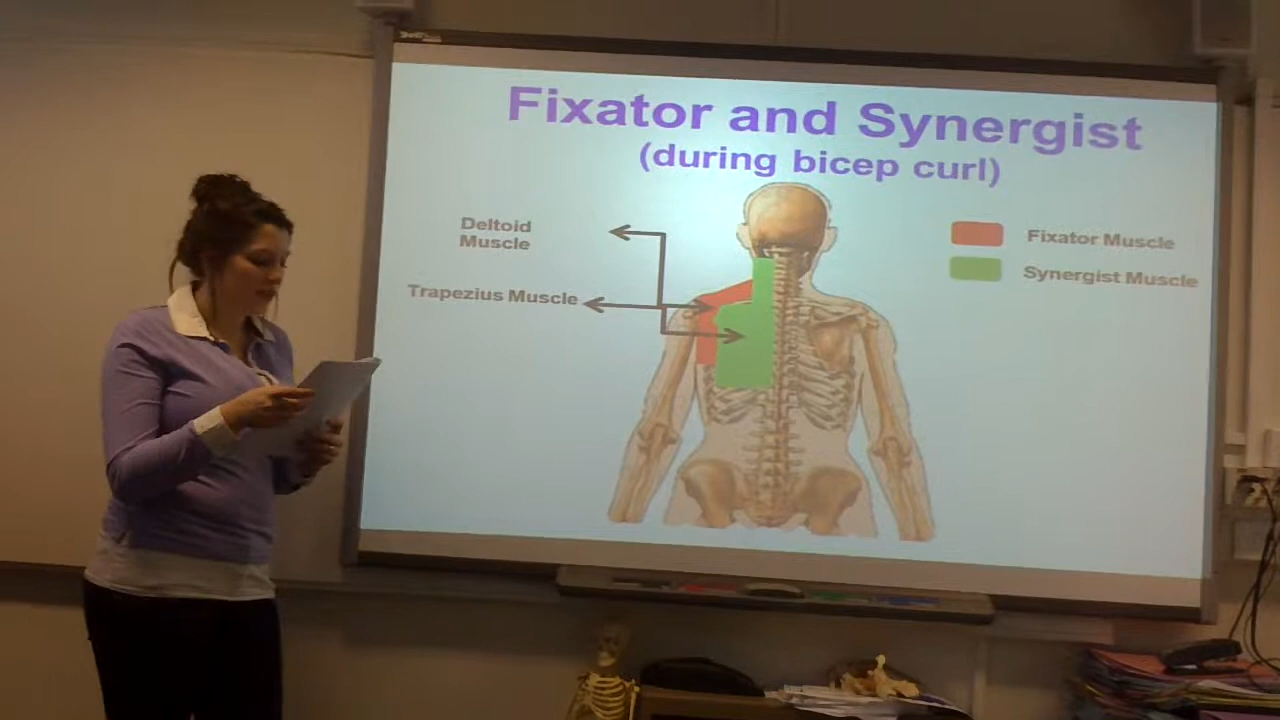 Fixator and Synergist
(during bicep curl)
Deltoid
Muscle
Trapezius Muscle
Fixator Muscle
Synergist Muscle